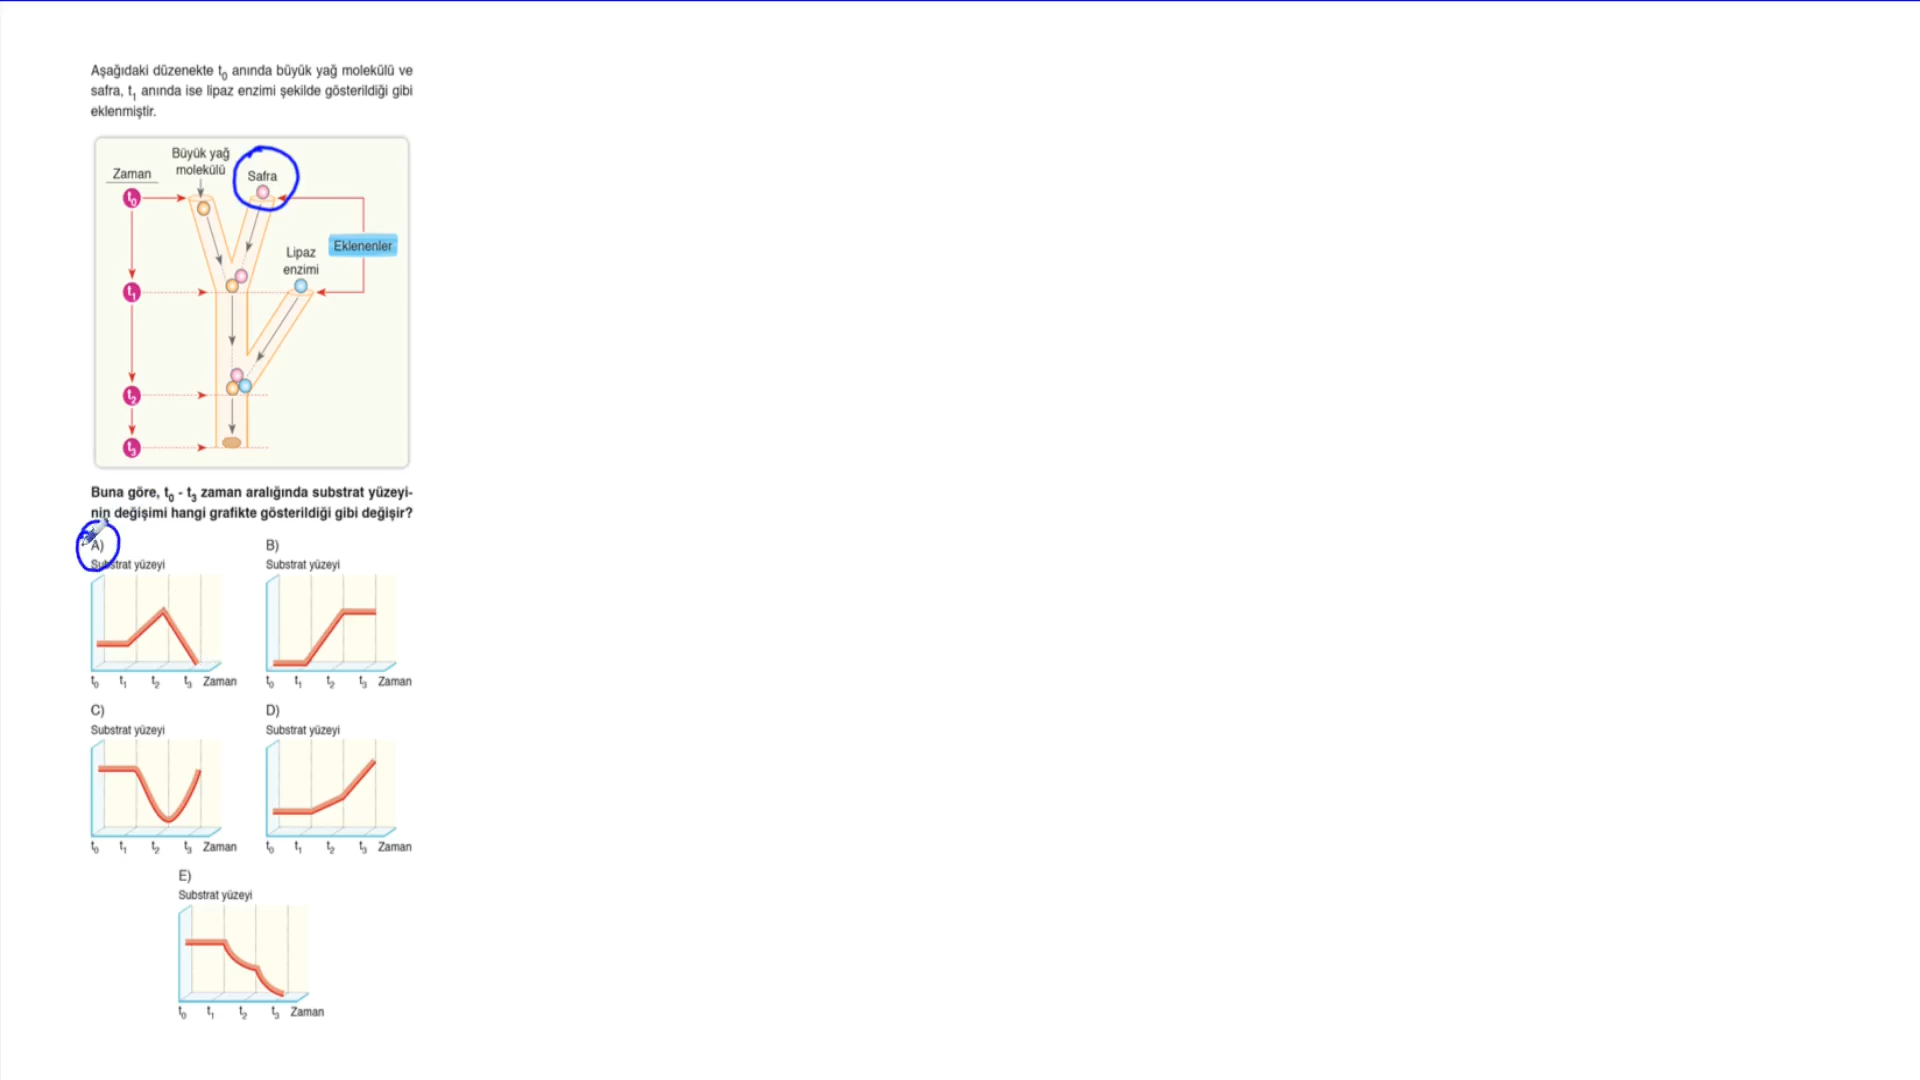 Aşağıdaki düzenekte t0 anında büyük yağ molekülü ve
safra, t1 anında ise lipaz enzimi şekilde gösterildiği gibi
eklenmiştir.
Büyük yağ
molekülü
Zaman
Safra
t0
Eklenenler
Lipaz
enzimi
t1
t2
t3
Buna göre, t0 - t3 zaman aralığında substrat yüzeyi-
nin değişimi hangi grafikte gösterildiği gibi değişir?
A)
Substrat yüzeyi
t0 t1 t2 t3 Zaman
B)
Substrat yüzeyi
t0 t1 t2 t3 Zaman
C)
Substrat yüzeyi
t0 t1 t2 t3 Zaman
D)
Substrat yüzeyi
t0 t1 t2 t3 Zaman
E)
Substrat yüzeyi
t0 t1 t2 t3 Zaman